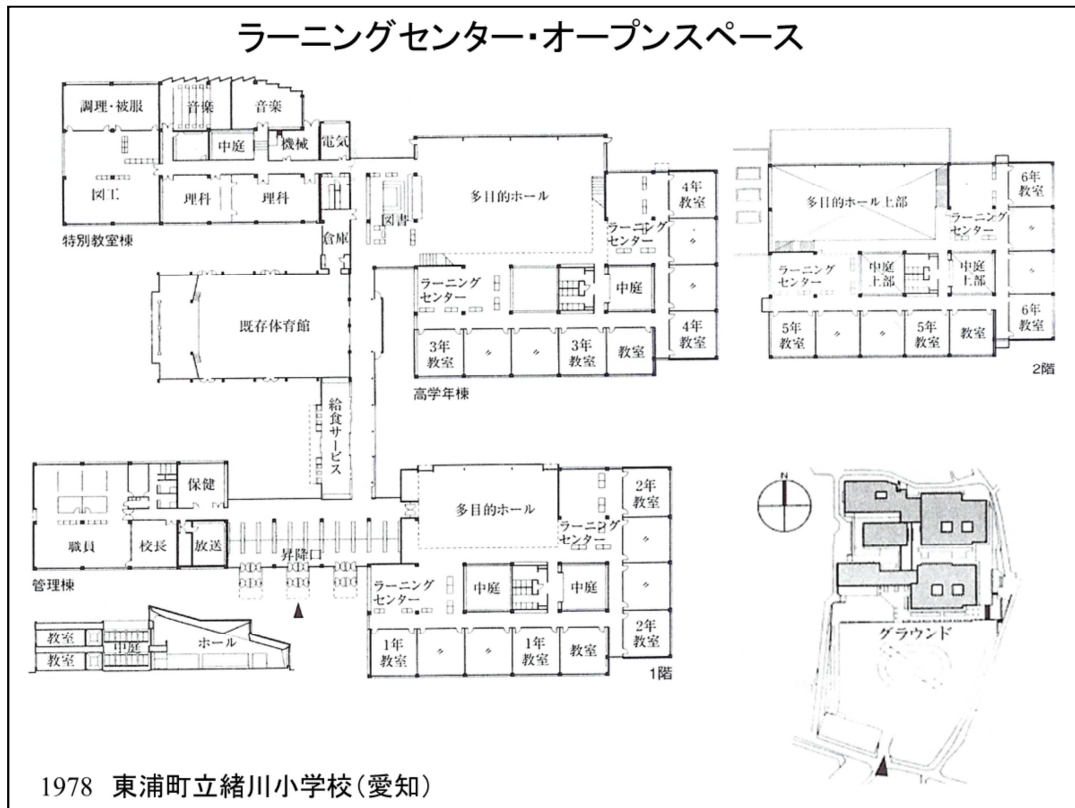 ラーニングセンター・オープンスペース
調理・被服
音楽
音楽
中庭
機械
電気
図工
理科
理科
特別教室棟
倉庫
図書
多目的ホール
4年
教室
ラーニング
センター
〃
〃
4年
教室
ラーニング
センター
中庭
3年
教室
〃
〃
3年
教室
教室
高学年棟
既存体育館
給食サービス
多目的ホール上部
6年
教室
ラーニング
センター
〃
〃
6年
教室
ラーニング
センター
中庭
上部
中庭
上部
5年
教室
〃
〃
5年
教室
教室
2階
保健
職員
校長
放送
管理棟
昇降口
多目的ホール
2年
教室
ラーニング
センター
〃
〃
2年
教室
ラーニング
センター
中庭
中庭
1年
教室
〃
〃
1年
教室
教室
1階
教室
教室
中庭
ホール
N
グラウンド
1978 東浦町立緒川小学校（愛知）